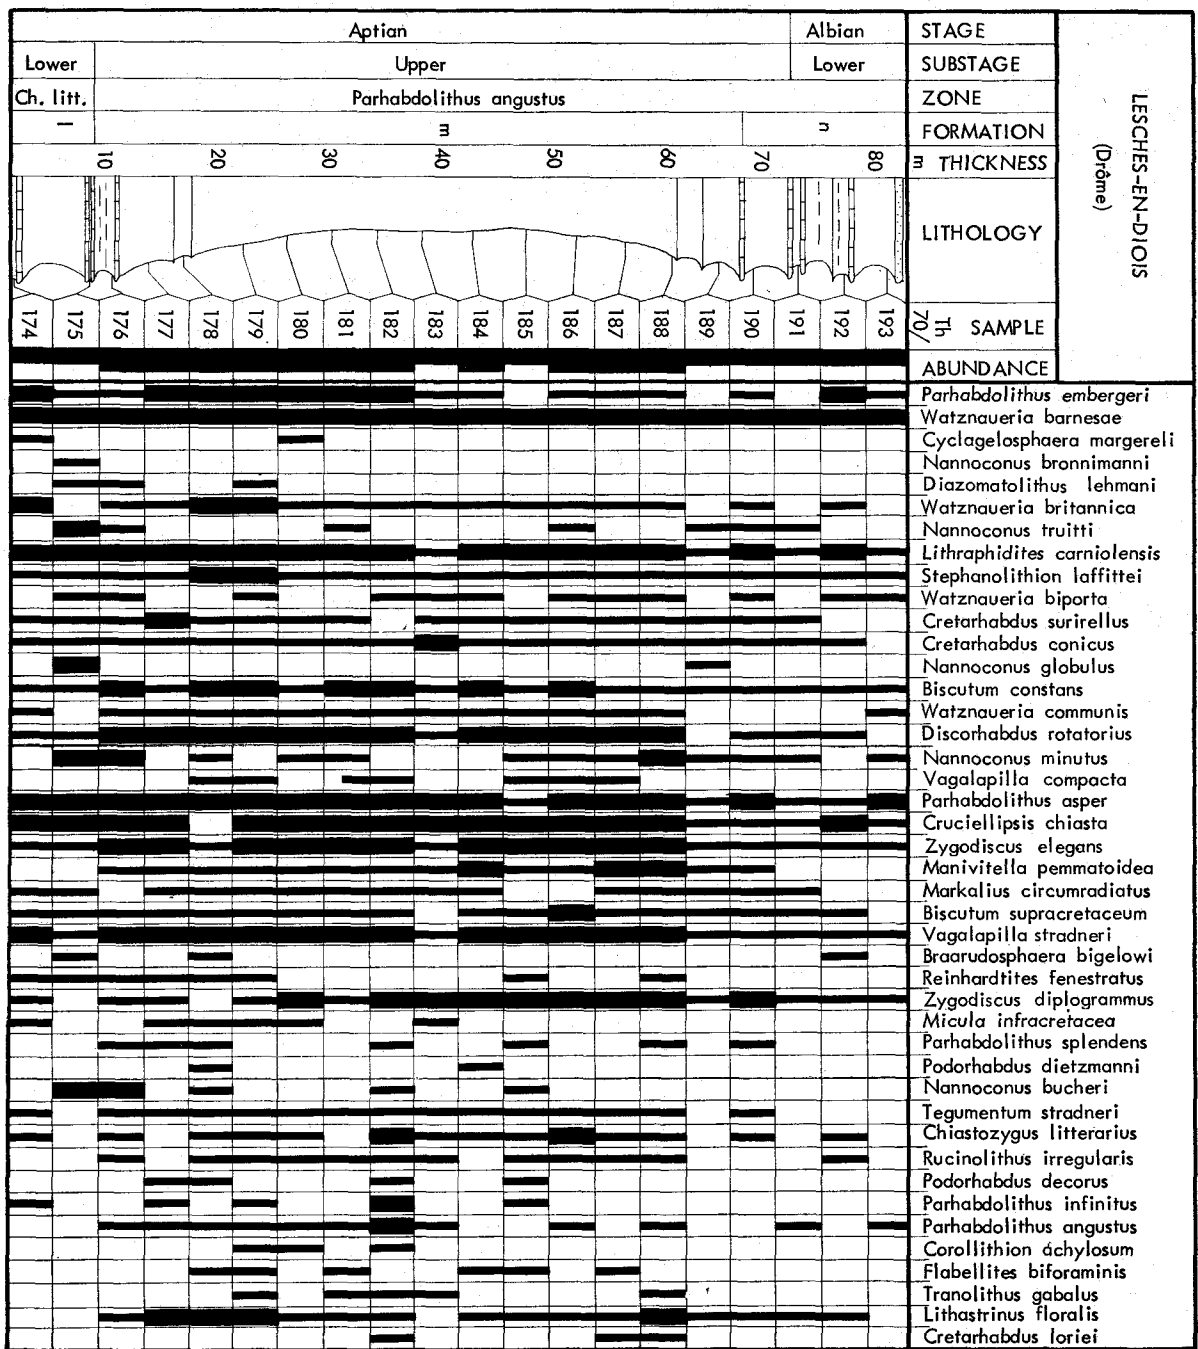 Aptian Albian STAGE
Lower Upper Lower SUBSTAGE
Ch. litt. Parhabdolithus angustus ZONE
l m n FORMATION
10 20 30 40 50 60 70 80 m THICKNESS
LITHOLOGY
174 175 176 177 178 179 180 181 182 183 184 185 186 187 188 189 190 191 192 193 Th 70/ SAMPLE
ABUNDANCE
LESCHES-EN-DIOIS
(Drôme)
Parhabdolithus embergeri
Watznaueria barnesae
Cyclagelosphaera margereli
Nannoconus bronnimanni
Diazomatolithus lehmani
Watznaueria britannica
Nannoconus truitti
Lithraphidites carniolensis
Stephanolithion laffittei
Watznaueria biporta
Cretarhabdus surirellus
Cretarhabdus conicus
Nannoconus globulus
Biscutum constans
Watznaueria communis
Discorhabdus rotatorius
Nannoconus minutus
Vagalapilla compacta
Parhabdolithus asper
Cruciellipsis chiasta
Zygodiscus elegans
Manivitella pemmatoidea
Markalius circumradiatus
Biscutum supracretaceum
Vagalapilla stradneri
Braarudosphaera bigelowi
Reinhardtites fenestratus
Zygodiscus diplogrammus
Micula infracretacea
Parhabdolithus splendens
Podorhabdus dietzmanni
Nannoconus bucheri
Tegumentum stradneri
Chiastozygus litterarius
Rucinolithus irregularis
Podorhabdus decorus
Parhabdolithus infinitus
Parhabdolithus angustus
Corollithion achylosum
Flabellites biforaminis
Tranolithus gabalus
Lithastrinus floralis
Cretarhabdus loriei